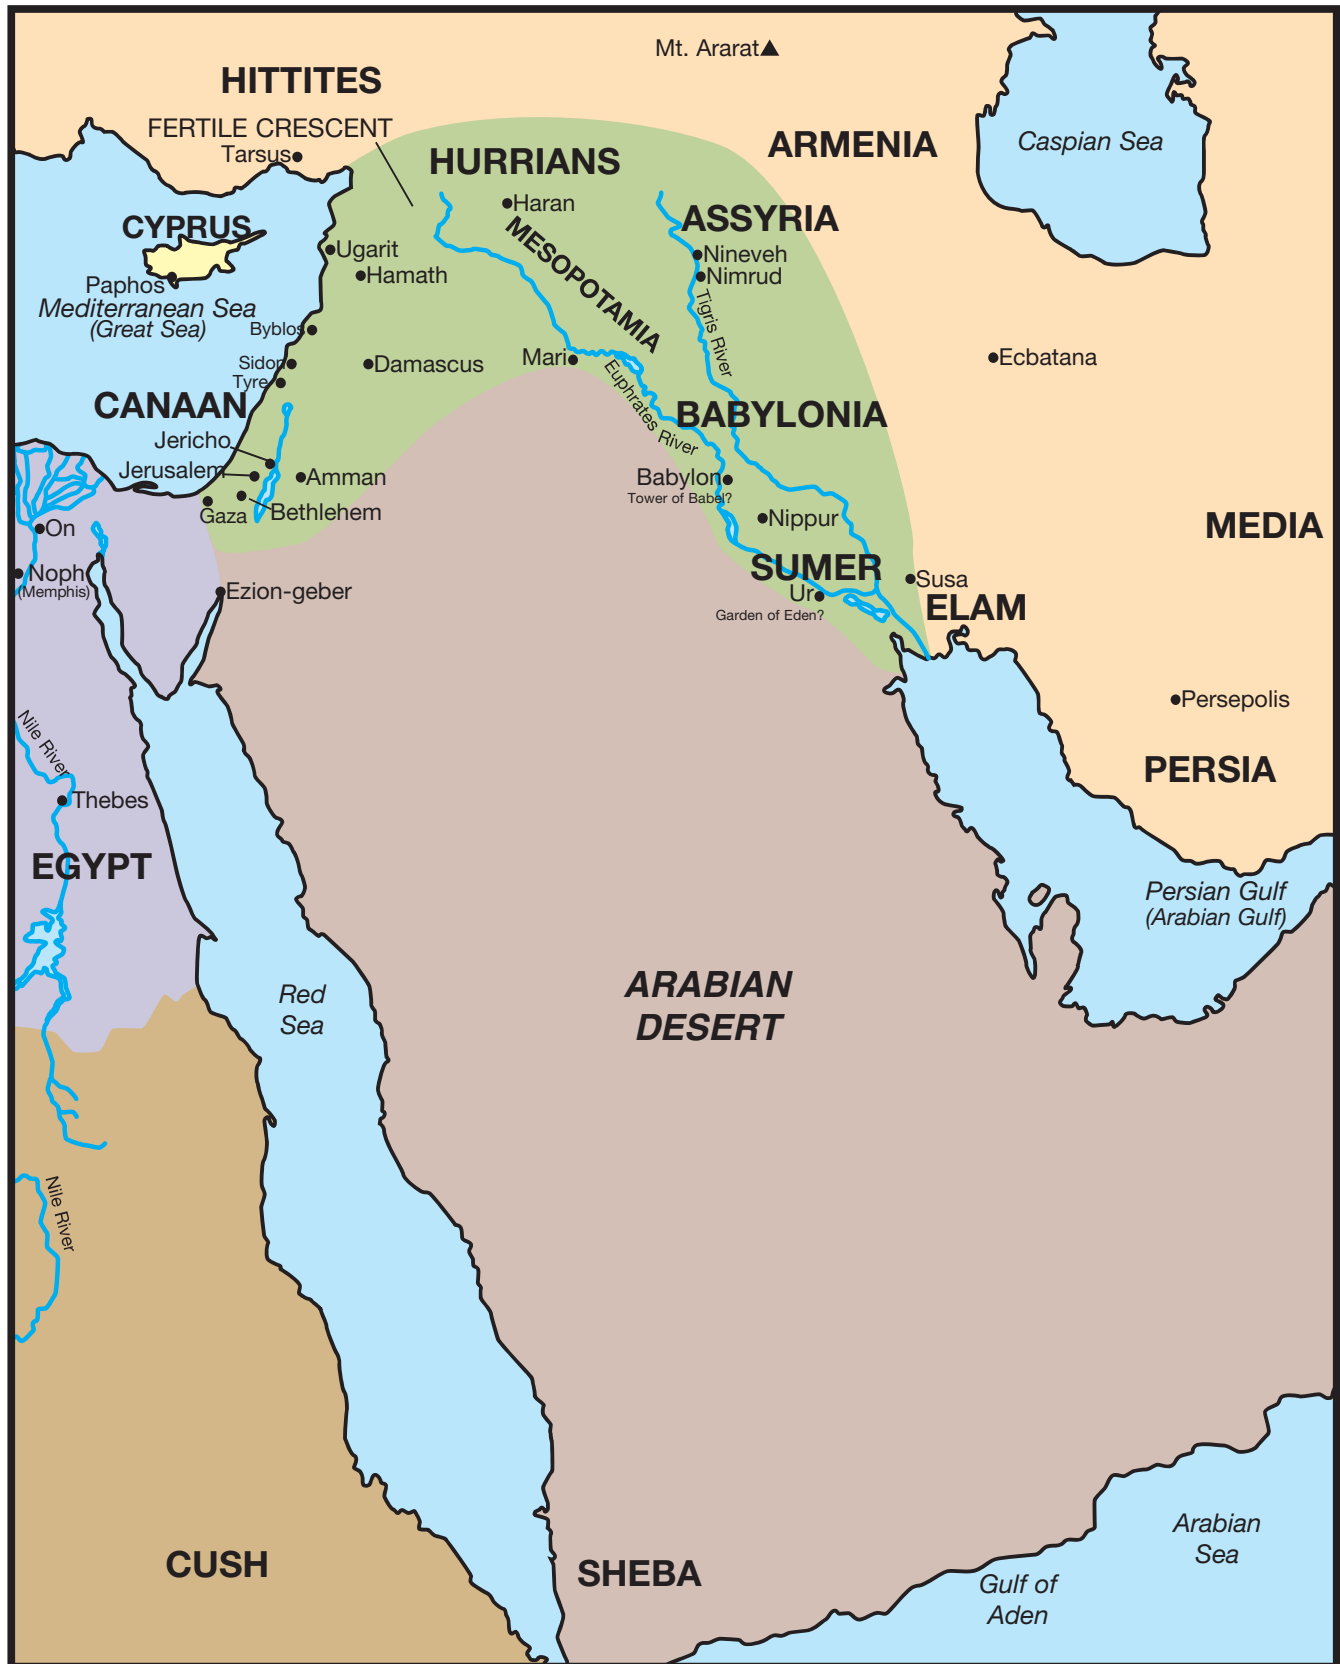 Mt. Ararat
HITTITES
FERTILE CRESCENT
Tarsus
ARMENIA
Caspian Sea
HURRIANS
Haran
CYPRUS
MESOPOTAMIA
ASSYRIA
Ugarit
Nineveh
Hamath
Nimrud
Paphos
Mediterranean Sea
(Great Sea)
Tigris River
Byblos
Sidon
Damascus
Mari
Ecbatana
Tyre
Euphrates River
CANAAN
BABYLONIA
Jericho
Jerusalem
Amman
Babylon
Tower of Babel?
Gaza
Bethlehem
Nippur
On
MEDIA
Noph
(Memphis)
SUMER
Susa
Ezion-geber
Ur
ELAM
Garden of Eden?
Persepolis
Nile River
PERSIA
Thebes
EGYPT
Persian Gulf
(Arabian Gulf)
Red
Sea
ARABIAN
DESERT
Nile River
Arabian
Sea
CUSH
SHEBA
Gulf of
Aden